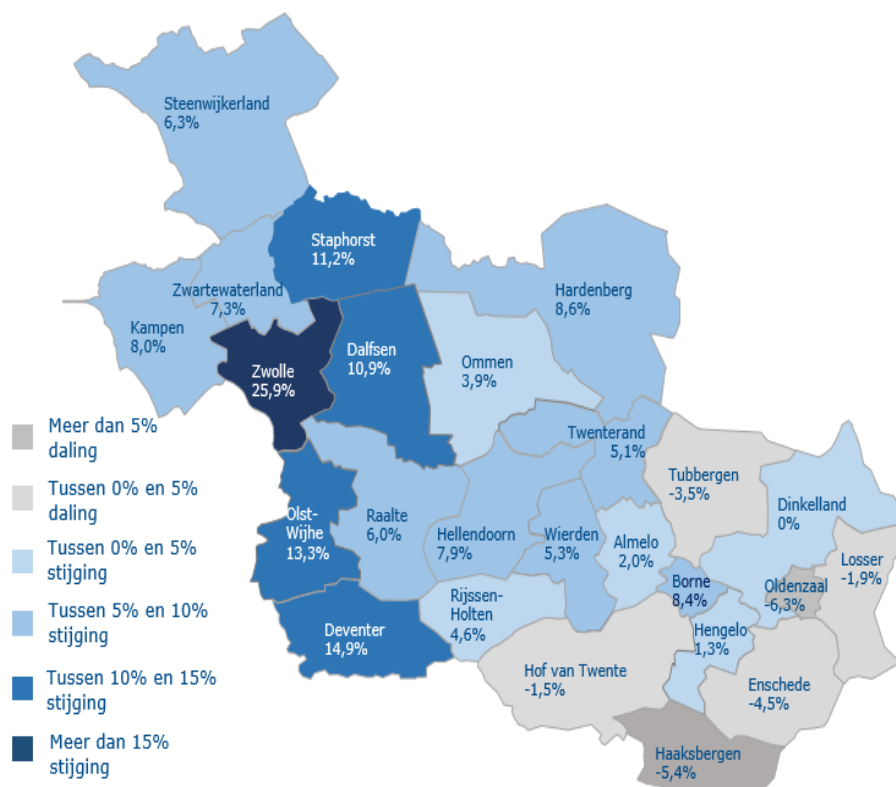 Steenwijkerland
6,3%
Staphorst
11,2%
Zwartewaterland
7,3%
Hardenberg
8,6%
Kampen
8,0%
Dalfsen
10,9%
Ommen
3,9%
Zwolle
25,9%
Twenterand
5,1%
Tubbergen
-3,5%
Dinkelland
0%
Olst-
Wijhe
13,3%
Raalte
6,0%
Hellendoorn
7,9%
Wierden
5,3%
Almelo
2,0%
Losser
-1,9%
Borne
8,4%
Oldenzaal
-6,3%
Rijssen-
Holten
4,6%
Deventer
14,9%
Hengelo
1,3%
Hof van Twente
-1,5%
Enschede
-4,5%
Haaksbergen
-5,4%
Meer dan 5%
daling
Tussen 0% en 5%
daling
Tussen 0% en 5%
stijging
Tussen 5% en 10%
stijging
Tussen 10% en 15%
stijging
Meer dan 15%
stijging